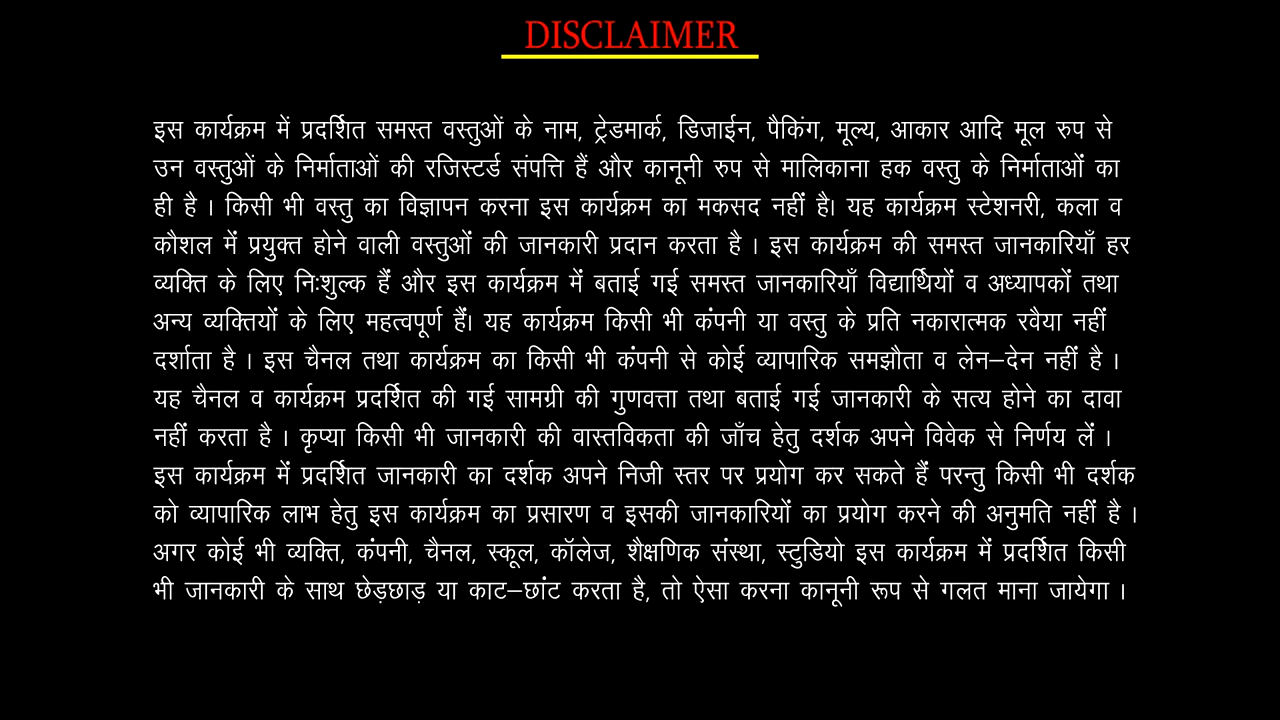 DISCLAIMER
इस कार्यक्रम में प्रदर्शित समस्त वस्तुओं के नाम, ट्रेडमार्क, डिजाईन, पैकिंग, मूल्य, आकार आदि मूल रुप से
उन वस्तुओं के निर्माताओं की रजिस्टर्ड संपत्ति हैं और कानूनी रुप से मालिकाना हक वस्तु के निर्माताओं का
ही है । किसी भी वस्तु का विज्ञापन करना इस कार्यक्रम का मकसद नहीं है। यह कार्यक्रम स्टेशनरी, कला व
कौशल में प्रयुक्त होने वाली वस्तुओं की जानकारी प्रदान करता है । इस कार्यक्रम की समस्त जानकारियाँ हर
व्यक्ति के लिए निःशुल्क हैं और इस कार्यक्रम में बताई गई समस्त जानकारियाँ विद्यार्थियों व अध्यापकों तथा
अन्य व्यक्तियों के लिए महत्वपूर्ण हैं। यह कार्यक्रम किसी भी कंपनी या वस्तु के प्रति नकारात्मक रवैया नहीं
दर्शाता है । इस चैनल तथा कार्यक्रम का किसी भी कंपनी से कोई व्यापारिक समझौता व लेन–देन नहीं है ।
यह चैनल व कार्यक्रम प्रदर्शित की गई सामग्री की गुणवत्ता तथा बताई गई जानकारी के सत्य होने का दावा
नहीं करता है । कृप्या किसी भी जानकारी की वास्तविकता की जाँच हेतु दर्शक अपने विवेक से निर्णय लें ।
इस कार्यक्रम में प्रदर्शित जानकारी का दर्शक अपने निजी स्तर पर प्रयोग कर सकते हैं परन्तु किसी भी दर्शक
को व्यापारिक लाभ हेतु इस कार्यक्रम का प्रसारण व इसकी जानकारियों का प्रयोग करने की अनुमति नहीं है ।
अगर कोई भी व्यक्ति, कंपनी, चैनल, स्कूल, कॉलेज, शैक्षणिक संस्था, स्टुडियो इस कार्यक्रम में प्रदर्शित किसी
भी जानकारी के साथ छेड़छाड़ या काट–छांट करता है, तो ऐसा करना कानूनी रूप से गलत माना जायेगा ।